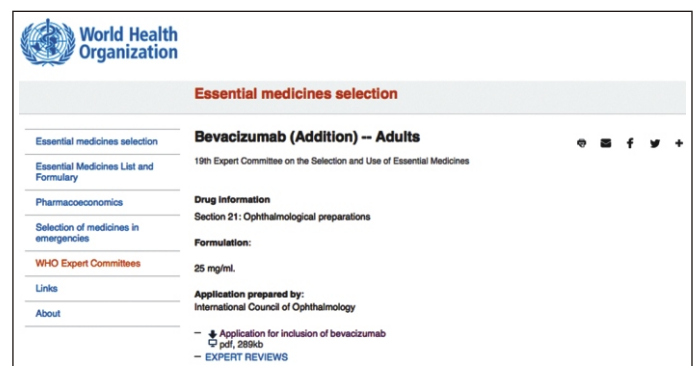 World Health
Organization
Essential medicines selection
Essential medicines selection
Essential Medicines List and
Formulary
Pharmacoeconomics
Selection of medicines in
emergencies
WHO Expert Committees
Links
About
Bevacizumab (Addition) -- Adults
19th Expert Committee on the Selection and Use of Essential Medicines
Drug information
Section 21: Ophthalmological preparations
Formulation:
25 mg/ml.
Application prepared by:
International Council of Ophthalmology
– Application for inclusion of bevacizumab
pdf, 289kb
– EXPERT REVIEWS